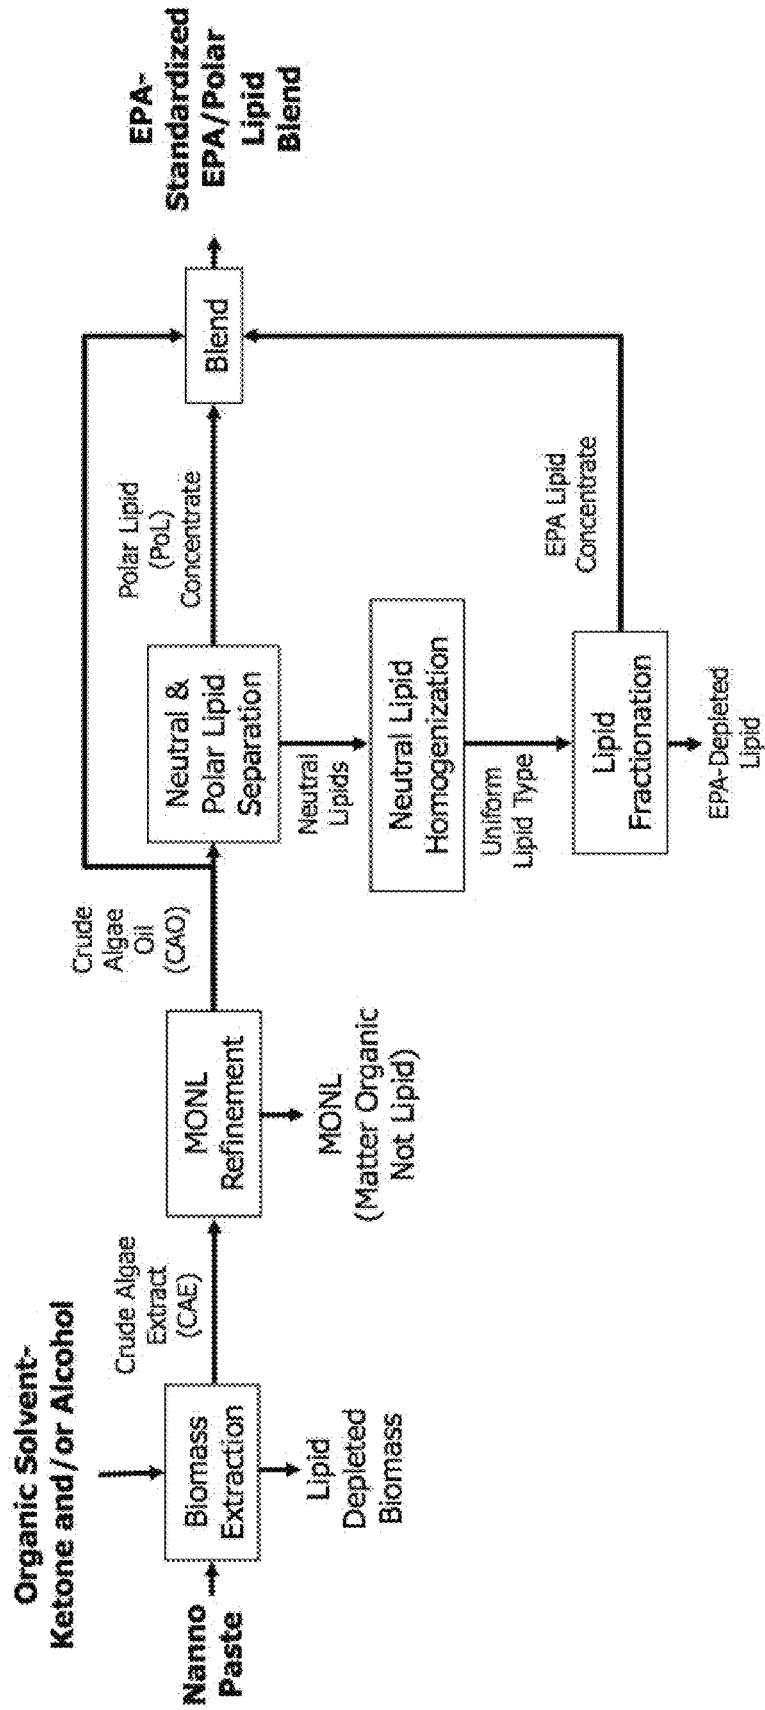 Organic Solvent-
Ketone and/or Alcohol
Nanno
Paste
Biomass
Extraction
Lipid
Depleted
Biomass
Crude Algae
Extract
(CAE)
MONL
Refinement
MONL
(Matter Organic
Not Lipid)
Crude
Algae
Oil
(CAO)
Neutral &
Polar Lipid
Separation
Polar Lipid
(PoL)
Concentrate
Neutral
Lipids
Neutral Lipid
Homogenization
Uniform
Lipid Type
Lipid
Fractionation
EPA-Depleted
Lipid
EPA Lipid
Concentrate
Blend
EPA-
Standardized
EPA/Polar
Lipid
Blend